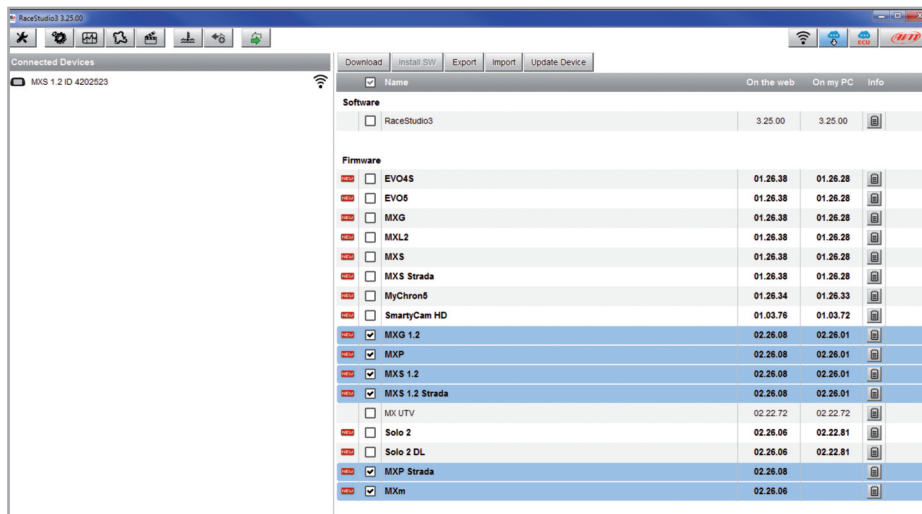 RaceStudio3 3.25.00
ECU
Connected Devices
MXS 1.2 ID 4202523
Download Install SW Export Import Update Device
Name On the web On my PC Info
Software
RaceStudio3 3.25.00 3.25.00
Firmware
NEW EVO4S 01.26.38 01.26.28
NEW EVO5 01.26.38 01.26.28
NEW MXG 01.26.38 01.26.28
NEW MXL2 01.26.38 01.26.28
NEW MXS 01.26.38 01.26.28
NEW MXS Strada 01.26.38 01.26.28
NEW MyChron5 01.26.34 01.26.33
NEW SmartyCam HD 01.03.76 01.03.72
NEW MXG 1.2 02.26.08 02.26.01
NEW MXP 02.26.08 02.26.01
NEW MXS 1.2 02.26.08 02.26.01
NEW MXS 1.2 Strada 02.26.08 02.26.01
MX UTV 02.22.72 02.22.72
NEW Solo 2 02.26.06 02.22.81
NEW Solo 2 DL 02.26.06 02.22.81
NEW MXP Strada 02.26.08
NEW MXm 02.26.06